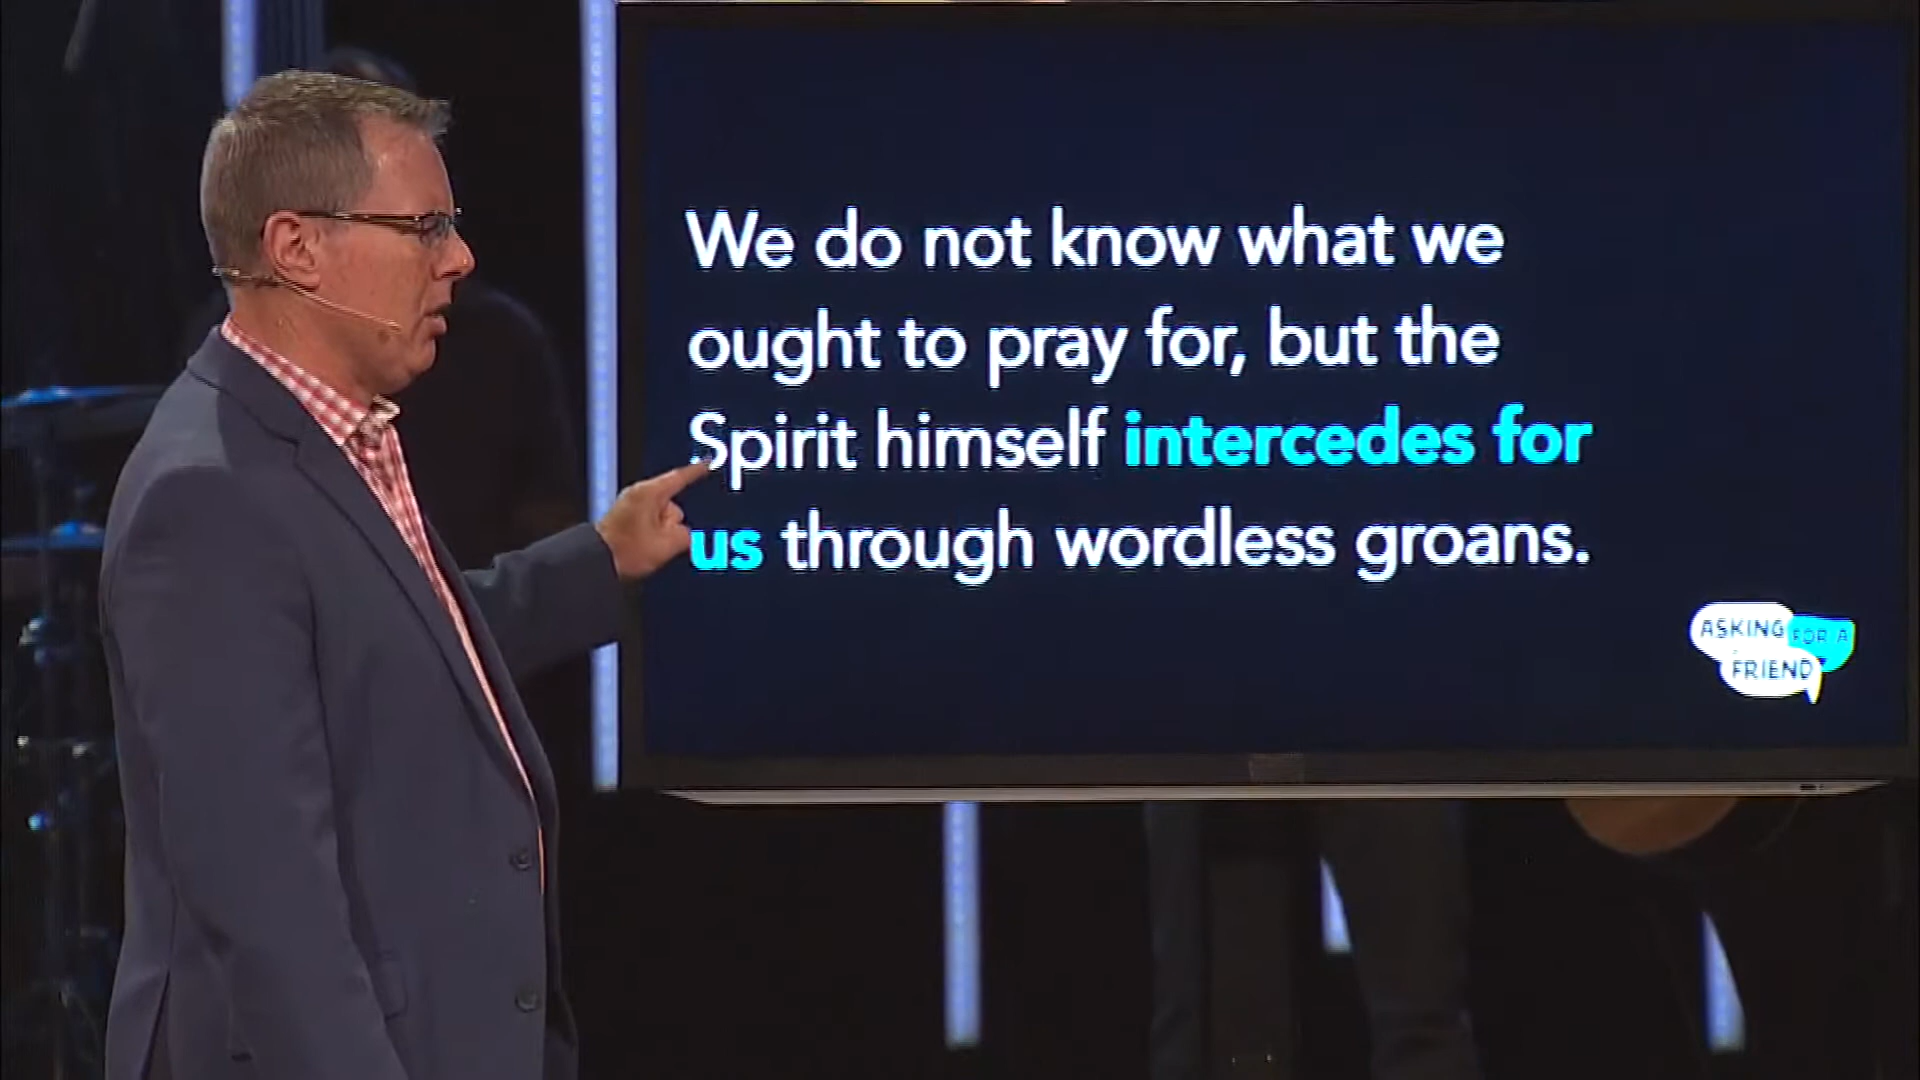 We do not know what we
ought to pray for, but the
Spirit himself intercedes for
us through wordless groans.
ASKING FOR A
FRIEND